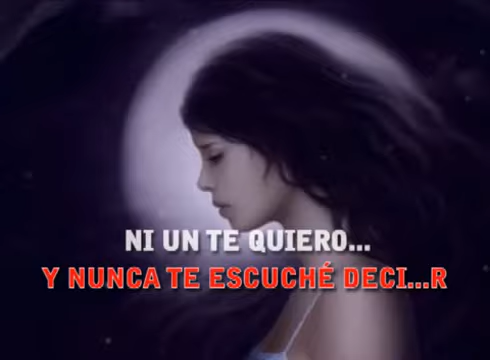 NI UN TE QUIERO...
Y NUNCA TE ESCUCHÉ DECI...R